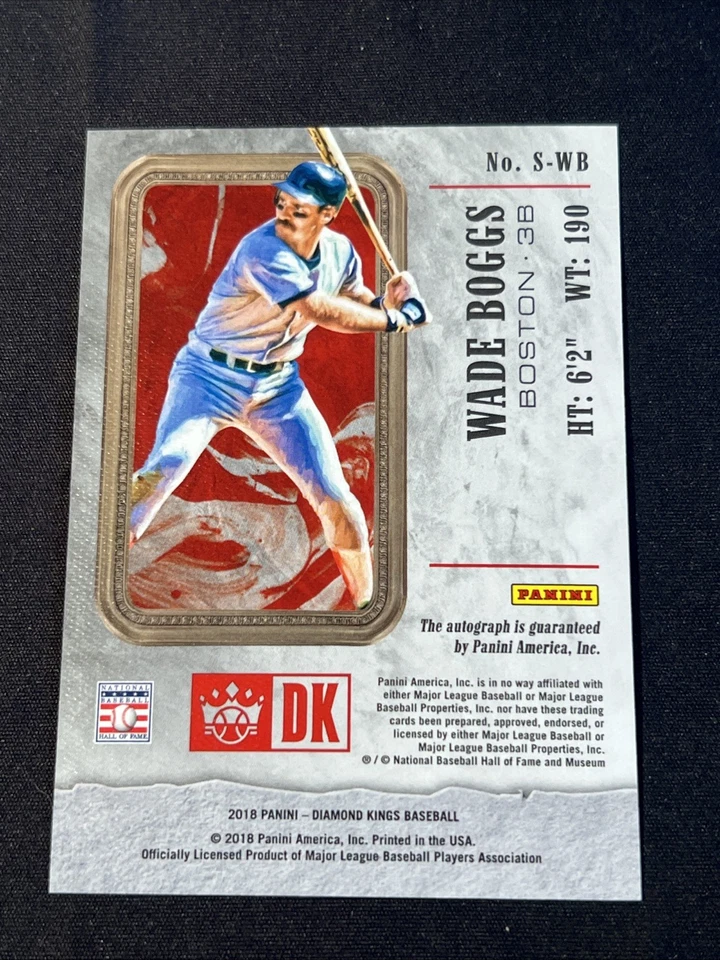 No. S-WB
WADE BOGGS
BOSTON · 3B
HT: 6'2" WT: 190
PANINI
The autograph is guaranteed
by Panini America, Inc.
NATIONAL
BASEBALL
HALL OF FAME
DK
Panini America, Inc. is in no way affiliated with
either Major League Baseball or Major League
Baseball Properties, Inc. nor have these trading
cards been prepared, approved, endorsed, or
licensed by either Major League Baseball or
Major League Baseball Properties, Inc.
® / © National Baseball Hall of Fame and Museum
2018 PANINI – DIAMOND KINGS BASEBALL
© 2018 Panini America, Inc. Printed in the USA.
Officially Licensed Product of Major League Baseball Players Association